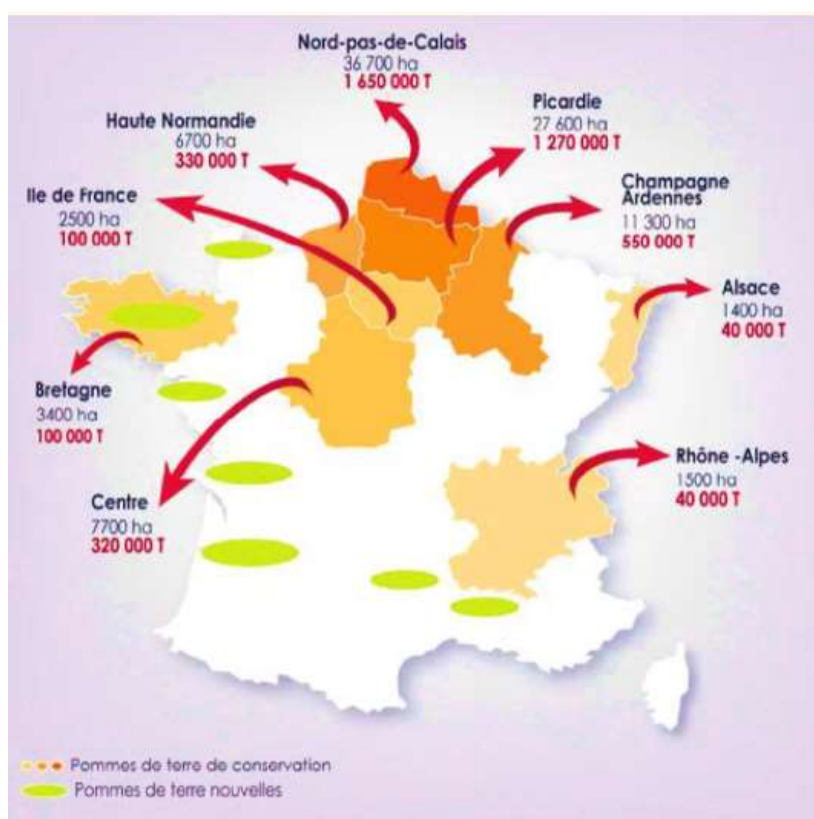 Nord-pas-de-Calais
36 700 ha
1 650 000 T
Picardie
27 600 ha
1 270 000 T
Haute Normandie
6700 ha
330 000 T
Champagne
Ardennes
11 300 ha
550 000 T
Ile de France
2500 ha
100 000 T
Alsace
1400 ha
40 000 T
Bretagne
3400 ha
100 000 T
Rhône -Alpes
1500 ha
40 000 T
Centre
7700 ha
320 000 T
Pommes de terre de conservation
Pommes de terre nouvelles